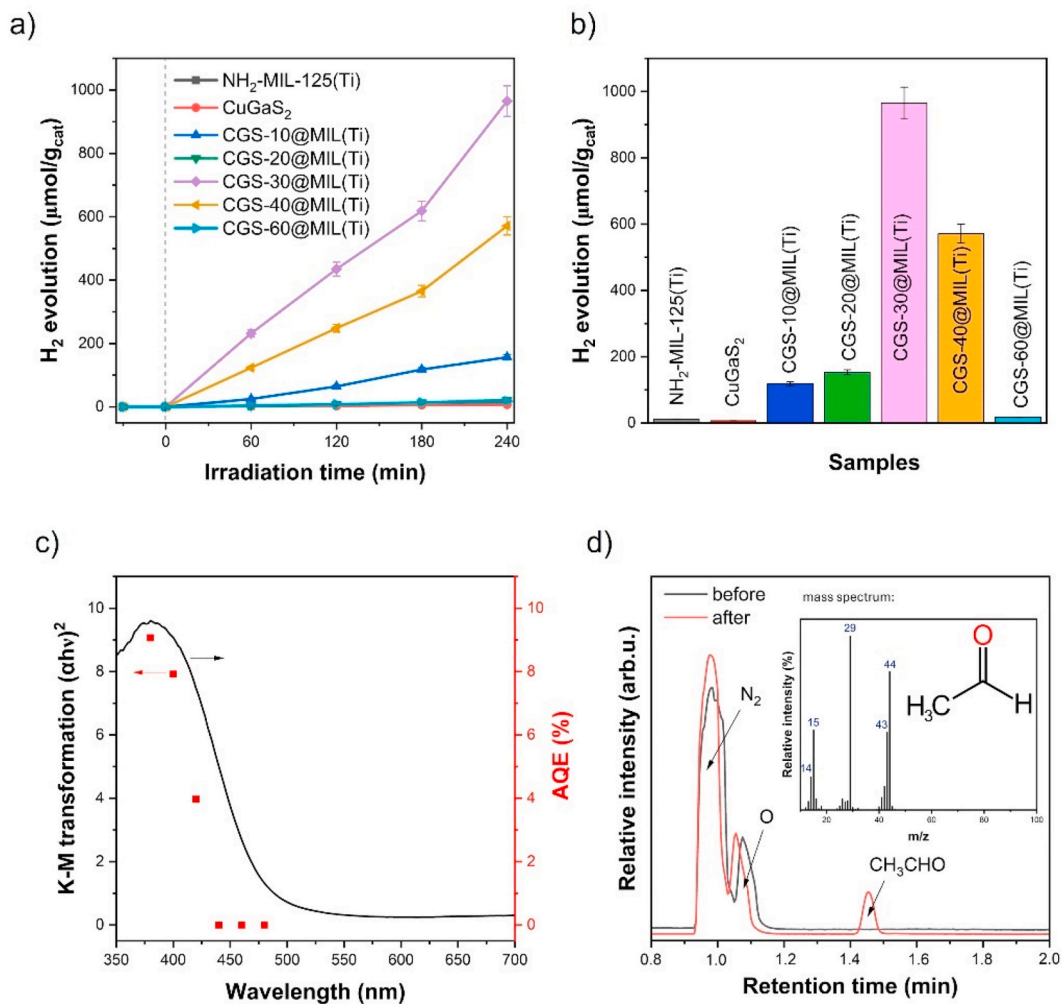 a)
H₂ evolution (μmol/g_cat)
1000
800
600
400
200
0
NH₂-MIL-125(Ti)
CuGaS₂
CGS-10@MIL(Ti)
CGS-20@MIL(Ti)
CGS-30@MIL(Ti)
CGS-40@MIL(Ti)
CGS-60@MIL(Ti)
0 60 120 180 240
Irradiation time (min)
b)
H₂ evolution (μmol/g_cat)
1000
800
600
400
200
0
NH₂-MIL-125(Ti)
CuGaS₂
CGS-10@MIL(Ti)
CGS-20@MIL(Ti)
CGS-30@MIL(Ti)
CGS-40@MIL(Ti)
CGS-60@MIL(Ti)
Samples
c)
K-M transformation (αhν)²
10
8
6
4
2
0
10
8
6
4
2
0
AQE (%)
350 400 450 500 550 600 650 700
Wavelength (nm)
d)
Relative intensity (arb.u.)
before
after
N₂
O
CH₃CHO
mass spectrum:
Relative intensity (%)
14
15
29
43
44
O
H₃C
H
20 40 60 80 100
m/z
0.8 1.0 1.2 1.4 1.6 1.8 2.0
Retention time (min)